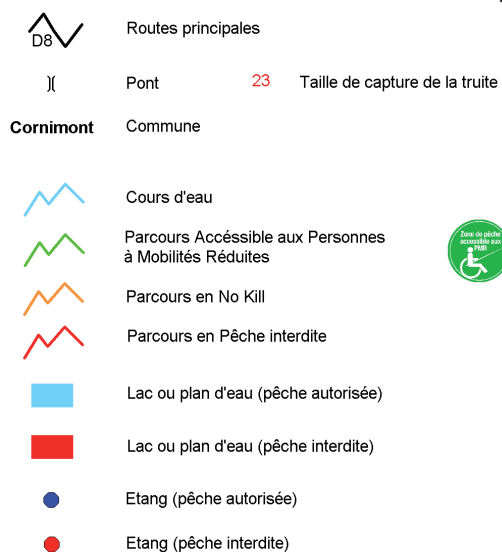 D8 Routes principales
Pont 23 Taille de capture de la truite
Cornimont Commune
Cours d'eau
Parcours Accéssible aux Personnes
à Mobilités Réduites
Zone de pêche
accessible aux
PMR
Parcours en No Kill
Parcours en Pêche interdite
Lac ou plan d'eau (pêche autorisée)
Lac ou plan d'eau (pêche interdite)
Etang (pêche autorisée)
Etang (pêche interdite)